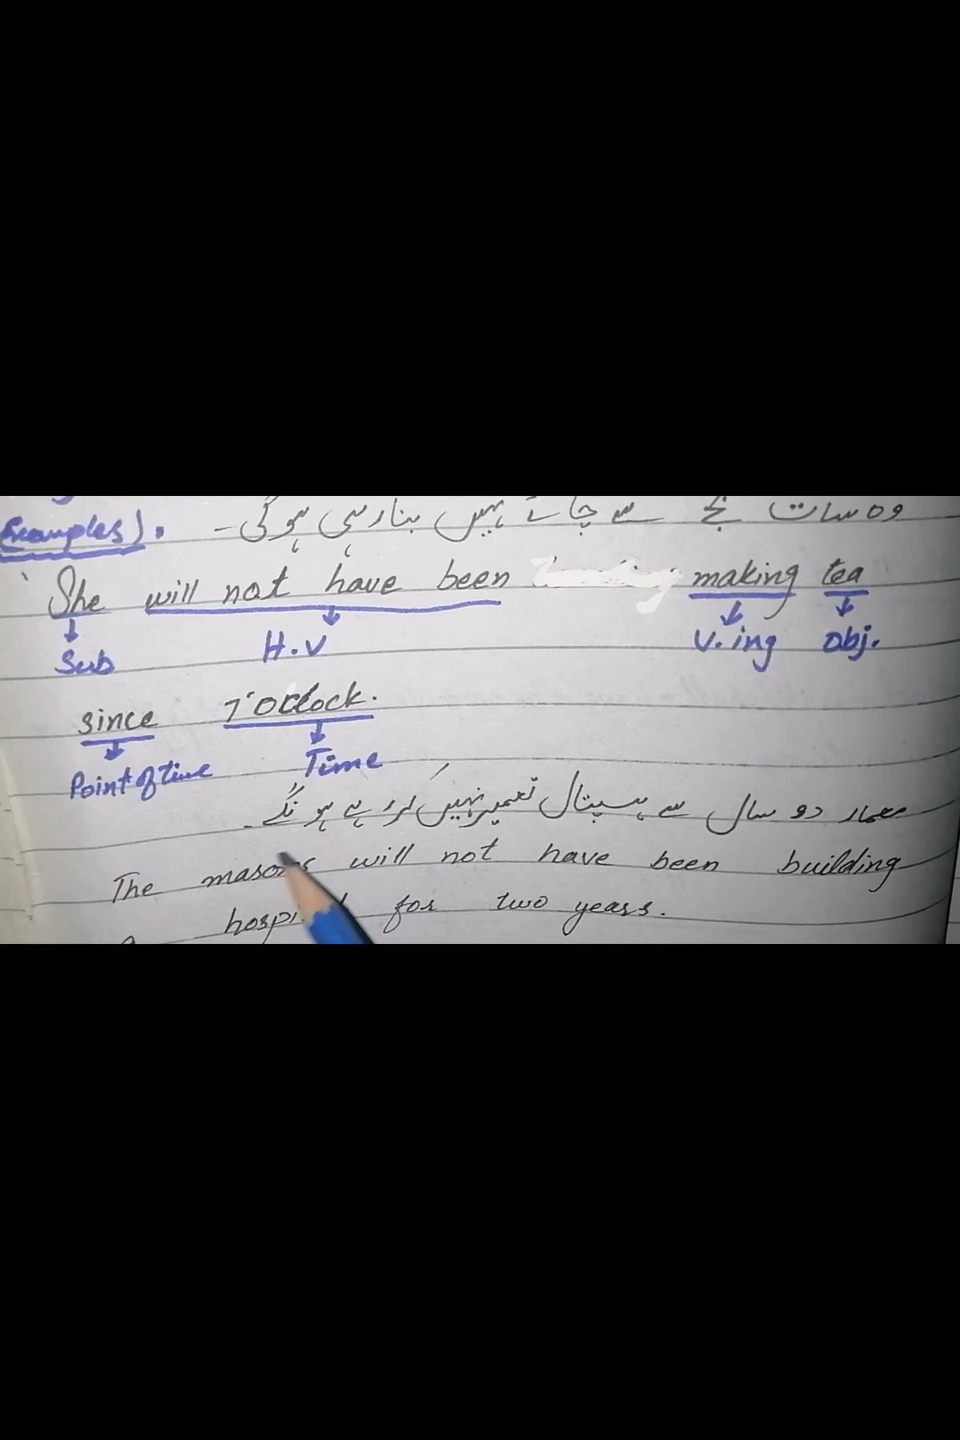 Examples).
وہ سات بجے سے چائے نہیں بنا رہی ہوگی ۔
She will not have been making tea
Sub H.V V.ing Obj.
since 7'OClock.
Point of time Time
معمار دو سال سے ہسپتال تعمیر نہیں کر رہے ہونگے ۔
The masons will not have been building
for two years.